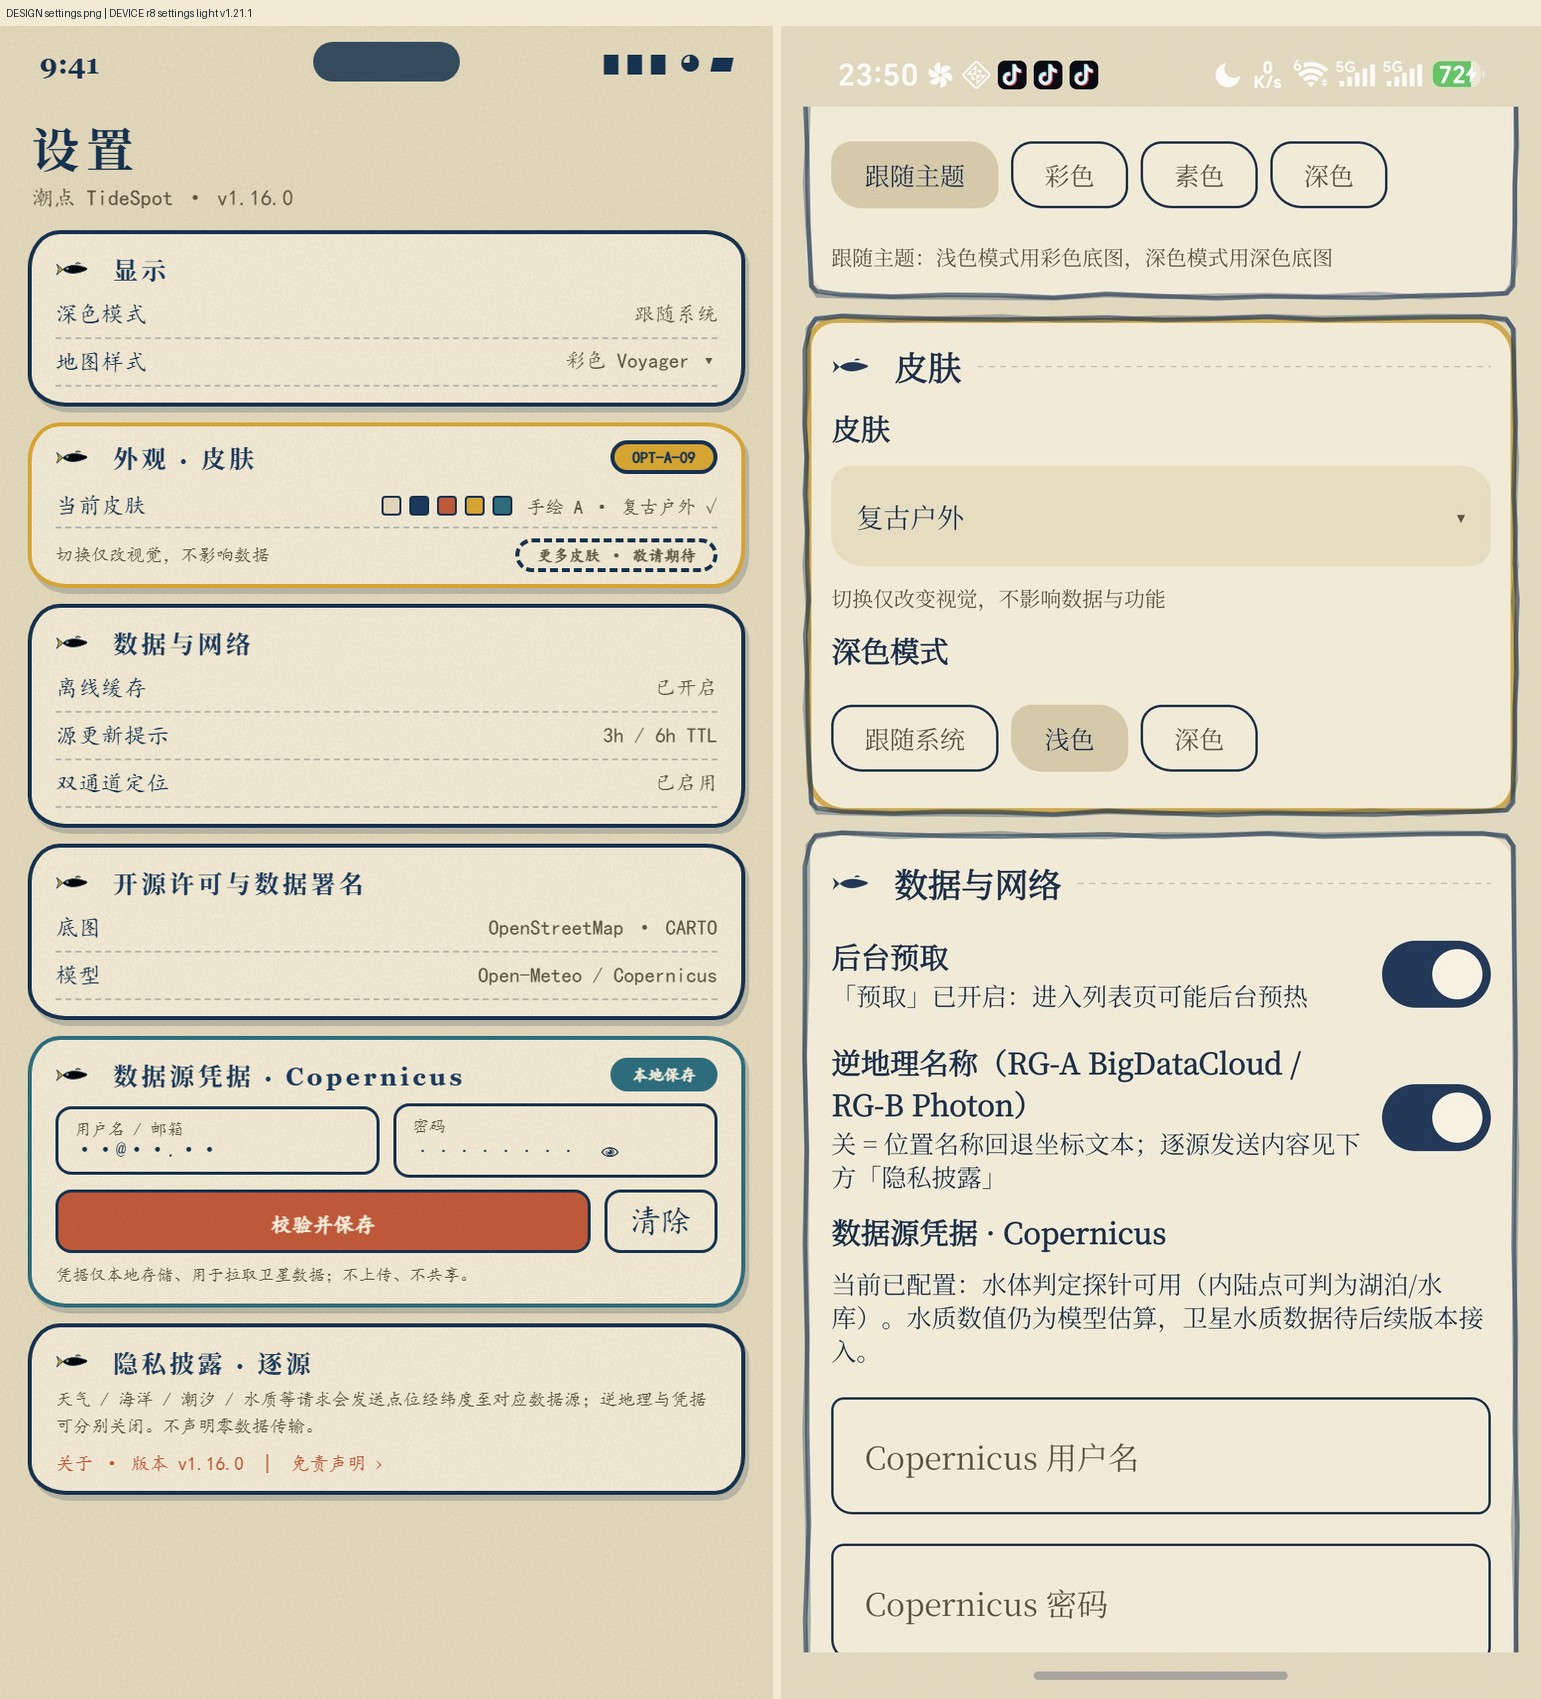 DESIGN settings.png | DEVICE r8 settings light v1.21.1
9:41
设置
潮点 TideSpot • v1.16.0
显示
深色模式 跟随系统
地图样式 彩色 Voyager ▾
外观 · 皮肤 OPT-A-09
当前皮肤 手绘 A • 复古户外 ✓
切换仅改视觉，不影响数据 更多皮肤 • 敬请期待
数据与网络
离线缓存 已开启
源更新提示 3h / 6h TTL
双通道定位 已启用
开源许可与数据署名
底图 OpenStreetMap • CARTO
模型 Open-Meteo / Copernicus
数据源凭据 · Copernicus 本地保存
用户名 / 邮箱 密码
••@••.•• ········
校验并保存 清除
凭据仅本地存储、用于拉取卫星数据；不上传、不共享。
隐私披露 · 逐源
天气 / 海洋 / 潮汐 / 水质等请求会发送点位经纬度至对应数据源；逆地理与凭据
可分别关闭。不声明零数据传输。
关于 • 版本 v1.16.0 | 免责声明 ›
23:50 0 K/s 6 5G 5G 72
跟随主题 彩色 素色 深色
跟随主题：浅色模式用彩色底图，深色模式用深色底图
皮肤
皮肤
复古户外 ▾
切换仅改变视觉，不影响数据与功能
深色模式
跟随系统 浅色 深色
数据与网络
后台预取
「预取」已开启：进入列表页可能后台预热
逆地理名称（RG-A BigDataCloud /
RG-B Photon）
关 = 位置名称回退坐标文本；逐源发送内容见下
方「隐私披露」
数据源凭据 · Copernicus
当前已配置：水体判定探针可用（内陆点可判为湖泊/水
库）。水质数值仍为模型估算，卫星水质数据待后续版本接
入。
Copernicus 用户名
Copernicus 密码